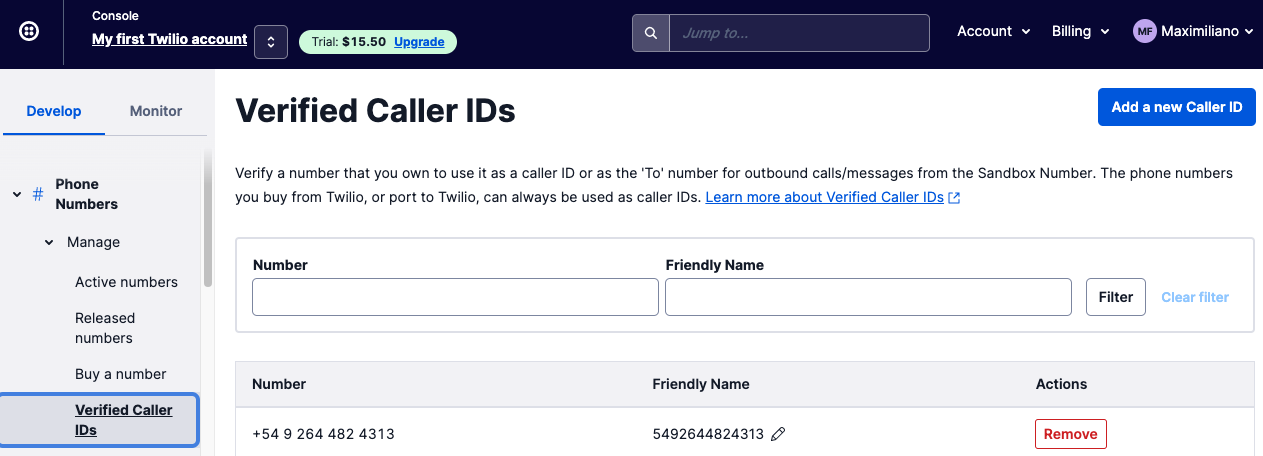 Console
My first Twilio account
Trial: $15.50 Upgrade
Jump to...
Account
Billing
MF Maximiliano
Develop
Monitor
# Phone
Numbers
Manage
Active numbers
Released
numbers
Buy a number
Verified Caller
IDs
Verified Caller IDs
Add a new Caller ID
Verify a number that you own to use it as a caller ID or as the 'To' number for outbound calls/messages from the Sandbox Number. The phone numbers
you buy from Twilio, or port to Twilio, can always be used as caller IDs. Learn more about Verified Caller IDs
Number
Friendly Name
Filter
Clear filter
Number Friendly Name Actions
+54 9 264 482 4313 5492644824313 Remove